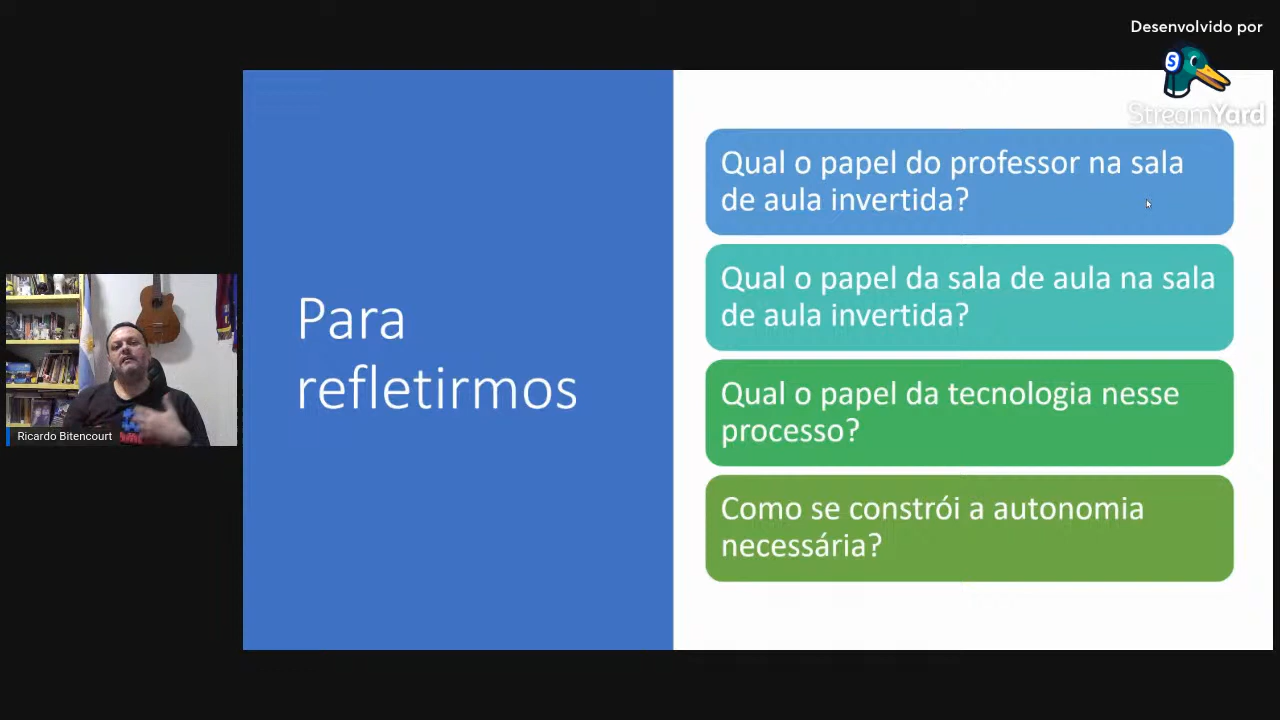 Desenvolvido por
StreamYard
Para
refletirmos
Qual o papel do professor na sala
de aula invertida?
Qual o papel da sala de aula na sala
de aula invertida?
Qual o papel da tecnologia nesse
processo?
Como se constrói a autonomia
necessária?
Ricardo Bitencourt